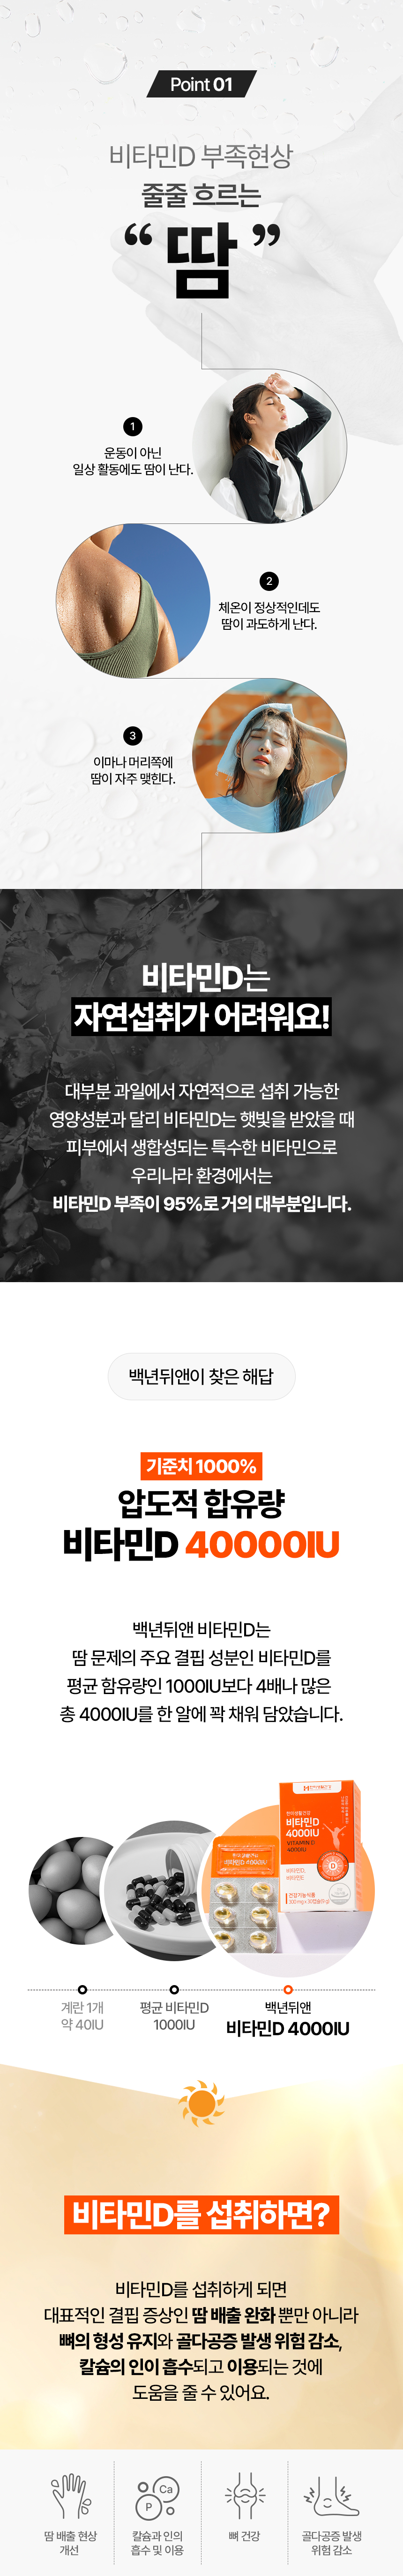 Point 01
비타민D 부족현상
줄줄 흐르는
“땀”
1
운동이 아닌
일상 활동에도 땀이 난다.
2
체온이 정상적인데도
땀이 과도하게 난다.
3
이마나 머리쪽에
땀이 자주 맺힌다.
비타민D는
자연섭취가 어려워요!
대부분 과일에서 자연적으로 섭취 가능한
영양성분과 달리 비타민D는 햇빛을 받았을 때
피부에서 생합성되는 특수한 비타민으로
우리나라 환경에서는
비타민D 부족이 95%로 거의 대부분입니다.
백년뒤앤이 찾은 해답
기준치 1000%
압도적 합유량
비타민D 40000IU
백년뒤앤 비타민D는
땀 문제의 주요 결핍 성분인 비타민D를
평균 함유량인 1000IU보다 4배나 많은
총 4000IU를 한 알에 꽉 채워 담았습니다.
비타민D
4000IU
VITAMIN D
4000IU
비타민D 4000IU
건강기능식품
계란 1개
약 40IU
평균 비타민D
1000IU
백년뒤앤
비타민D 4000IU
비타민D를 섭취하면?
비타민D를 섭취하게 되면
대표적인 결핍 증상인 땀 배출 완화 뿐만 아니라
뼈의 형성 유지와 골다공증 발생 위험 감소,
칼슘의 인이 흡수되고 이용되는 것에
도움을 줄 수 있어요.
Ca
P
땀 배출 현상
개선
칼슘과 인의
흡수 및 이용
뼈 건강
골다공증 발생
위험 감소